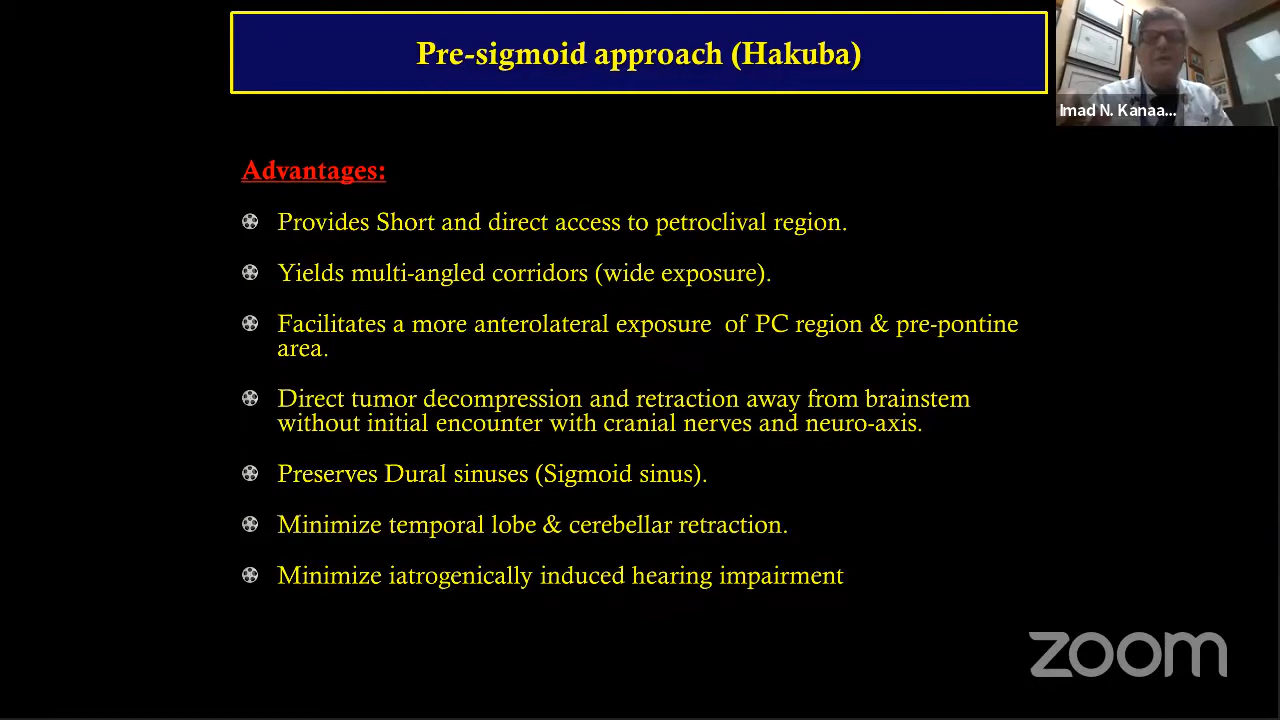 Pre-sigmoid approach (Hakuba)
Imad N. Kanaa...
Advantages:
Provides Short and direct access to petroclival region.
Yields multi-angled corridors (wide exposure).
Facilitates a more anterolateral exposure of PC region & pre-pontine
area.
Direct tumor decompression and retraction away from brainstem
without initial encounter with cranial nerves and neuro-axis.
Preserves Dural sinuses (Sigmoid sinus).
Minimize temporal lobe & cerebellar retraction.
Minimize iatrogenically induced hearing impairment
zoom